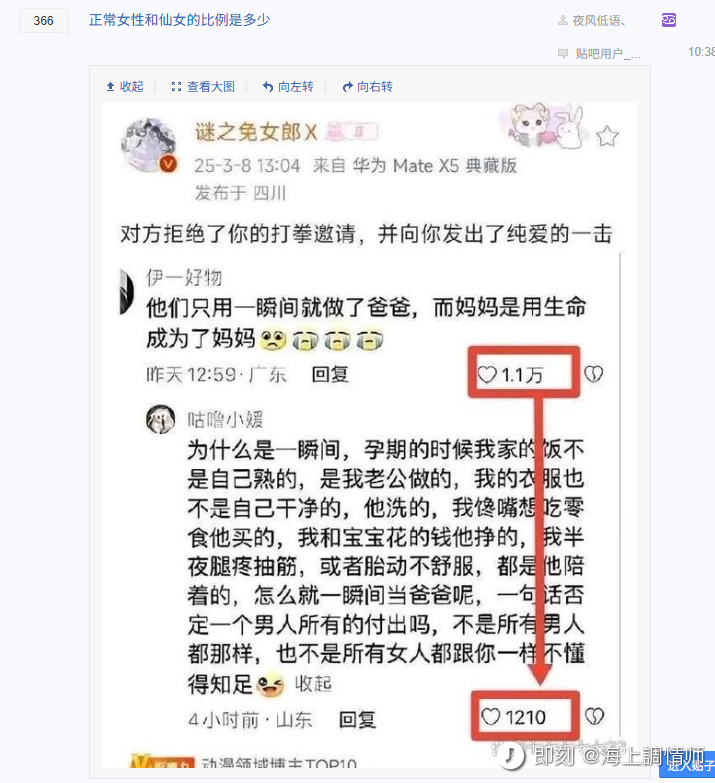 366
正常女性和仙女的比例是多少
夜风低语、
贴吧用户_...
10:38
收起
查看大图
向左转
向右转
谜之兔女郎X
25-3-8 13:04 来自 华为 Mate X5 典藏版
发布于 四川
对方拒绝了你的打拳邀请，并向你发出了纯爱的一击
伊一好物
他们只用一瞬间就做了爸爸，而妈妈是用生命
成为了妈妈
昨天 12:59·广东 回复
1.1万
咕噜小媛
为什么是一瞬间，孕期的时候我家的饭不
是自己熟的，是我老公做的，我的衣服也
不是自己干净的，他洗的，我馋嘴想吃零
食他买的，我和宝宝花的钱他挣的，我半
夜腿疼抽筋，或者胎动不舒服，都是他陪
着的，怎么就一瞬间当爸爸呢，一句话否
定一个男人所有的付出吗，不是所有男人
都那样，也不是所有女人都跟你一样不懂
得知足 收起
4小时前·山东 回复
1210
动漫领域博主TOP10
即刻 @海上調情师
进入贴子